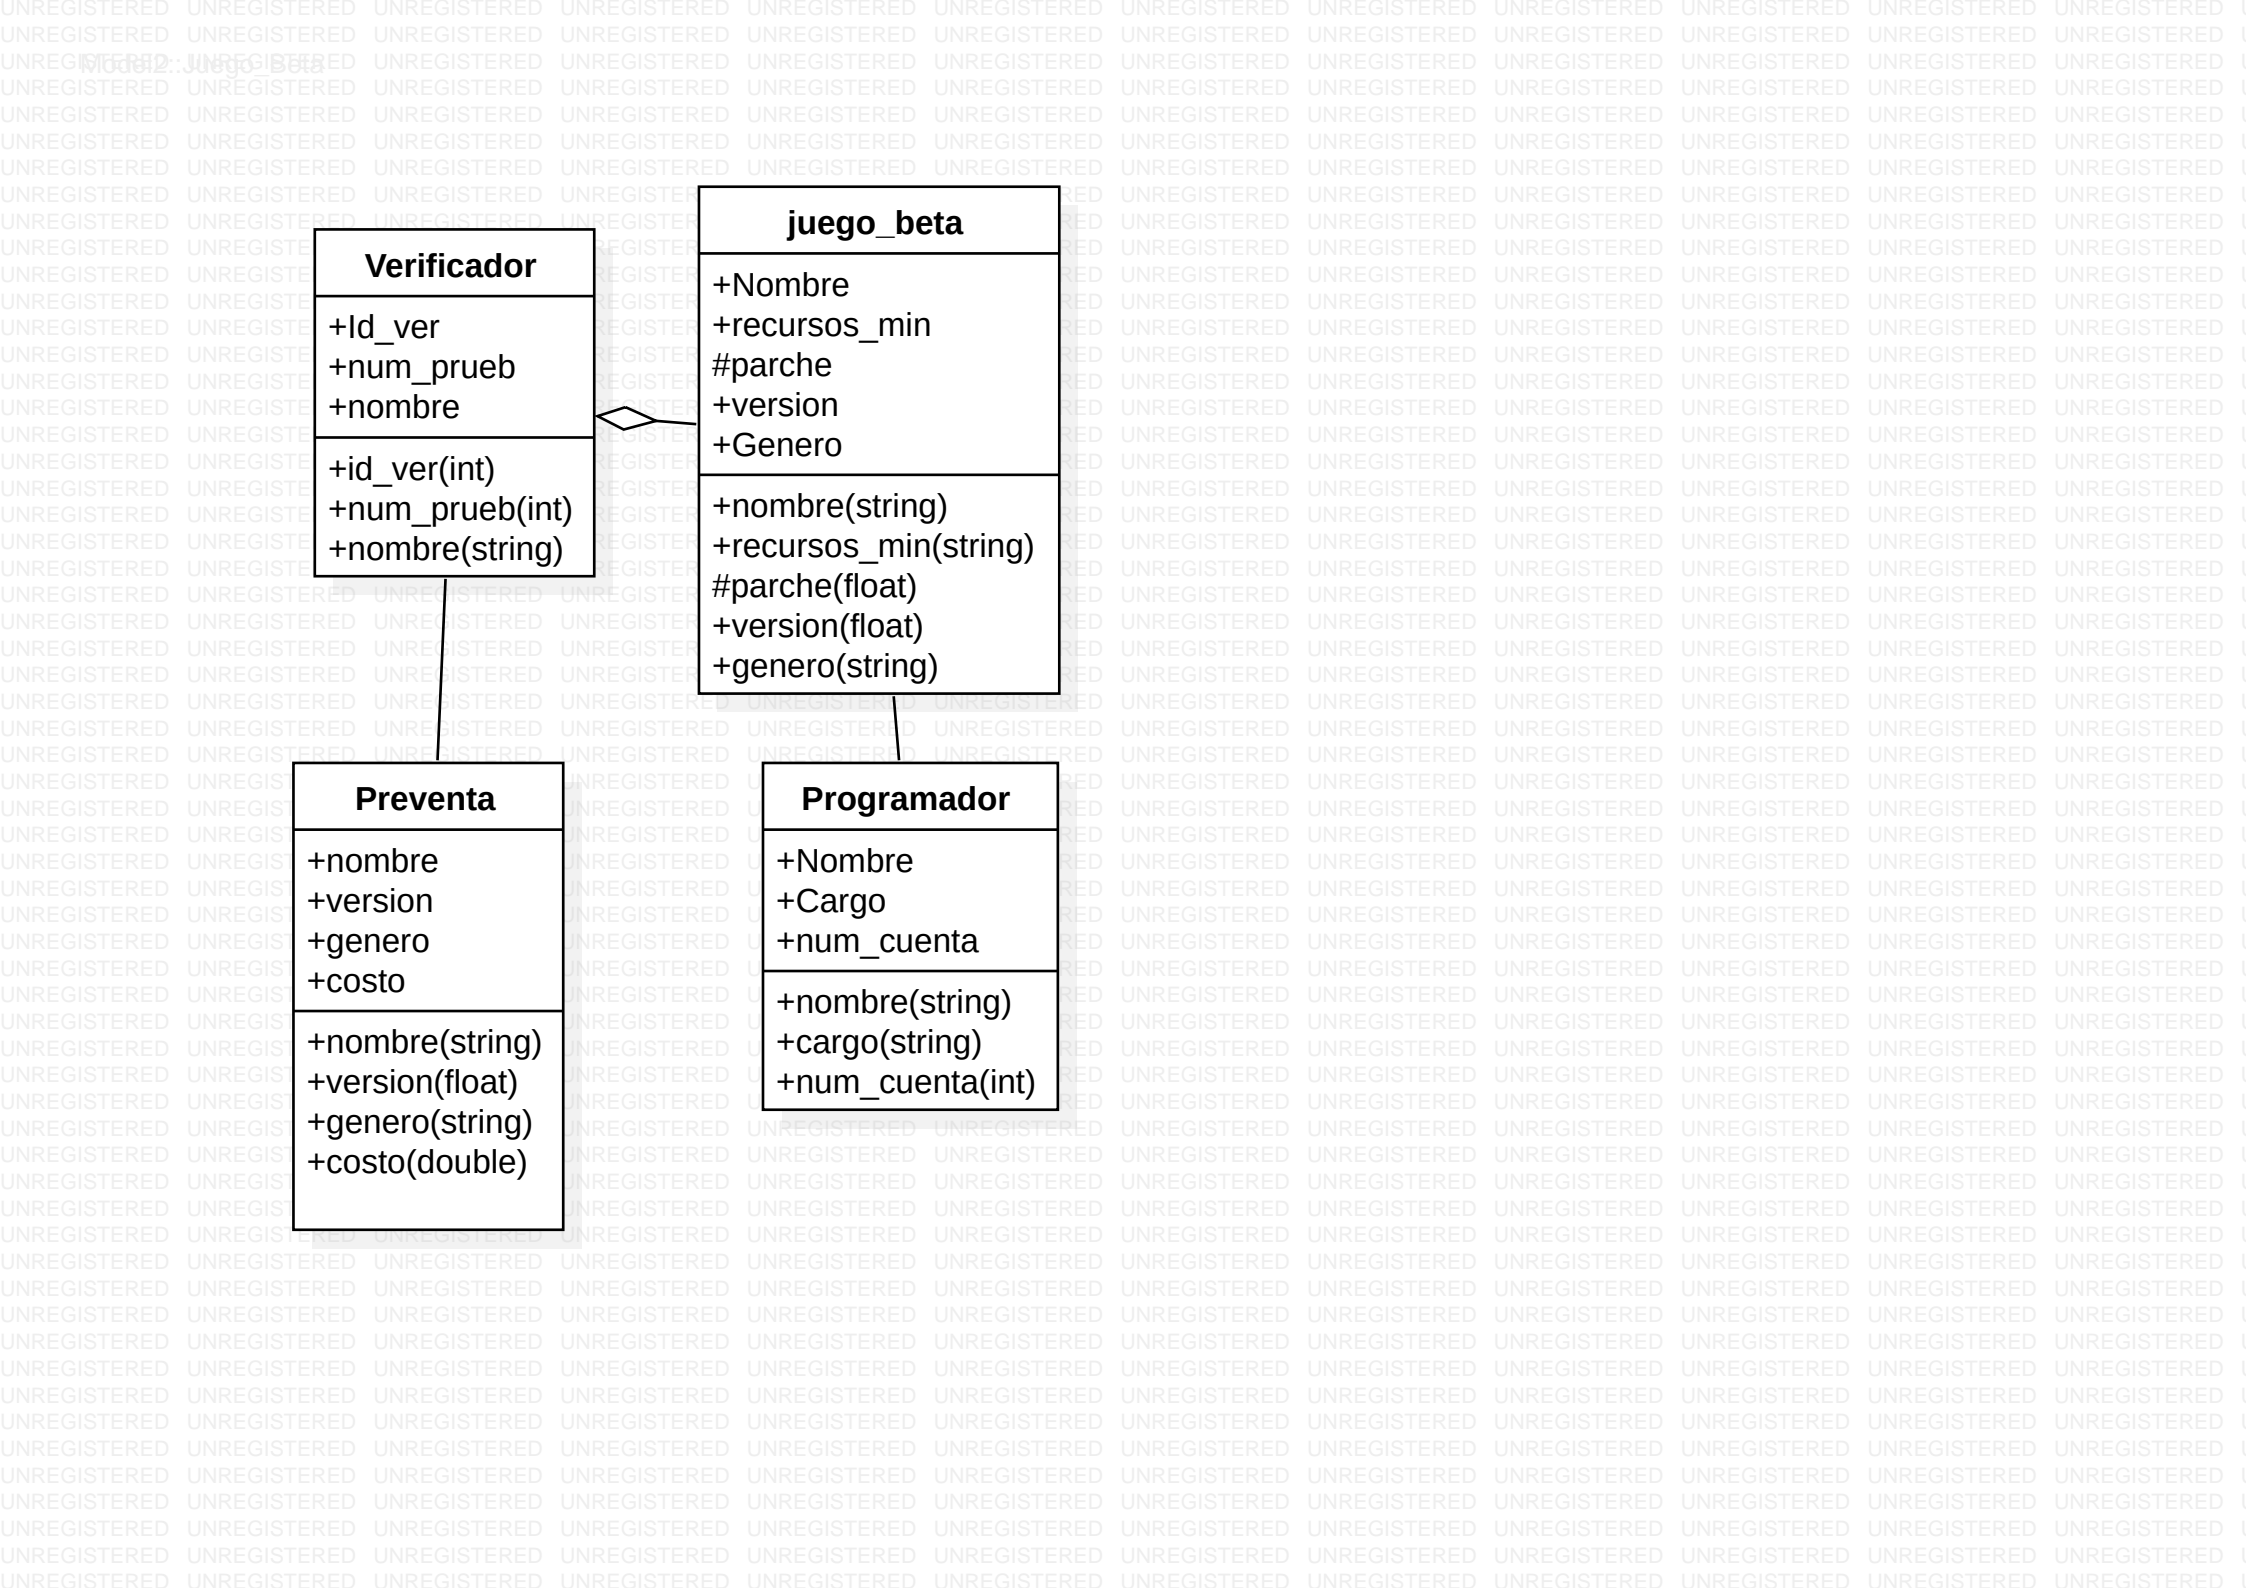 Model2::Juego_Beta
Verificador
+Id_ver
+num_prueb
+nombre
+id_ver(int)
+num_prueb(int)
+nombre(string)
juego_beta
+Nombre
+recursos_min
#parche
+version
+Genero
+nombre(string)
+recursos_min(string)
#parche(float)
+version(float)
+genero(string)
Preventa
+nombre
+version
+genero
+costo
+nombre(string)
+version(float)
+genero(string)
+costo(double)
Programador
+Nombre
+Cargo
+num_cuenta
+nombre(string)
+cargo(string)
+num_cuenta(int)
UNREGISTERED